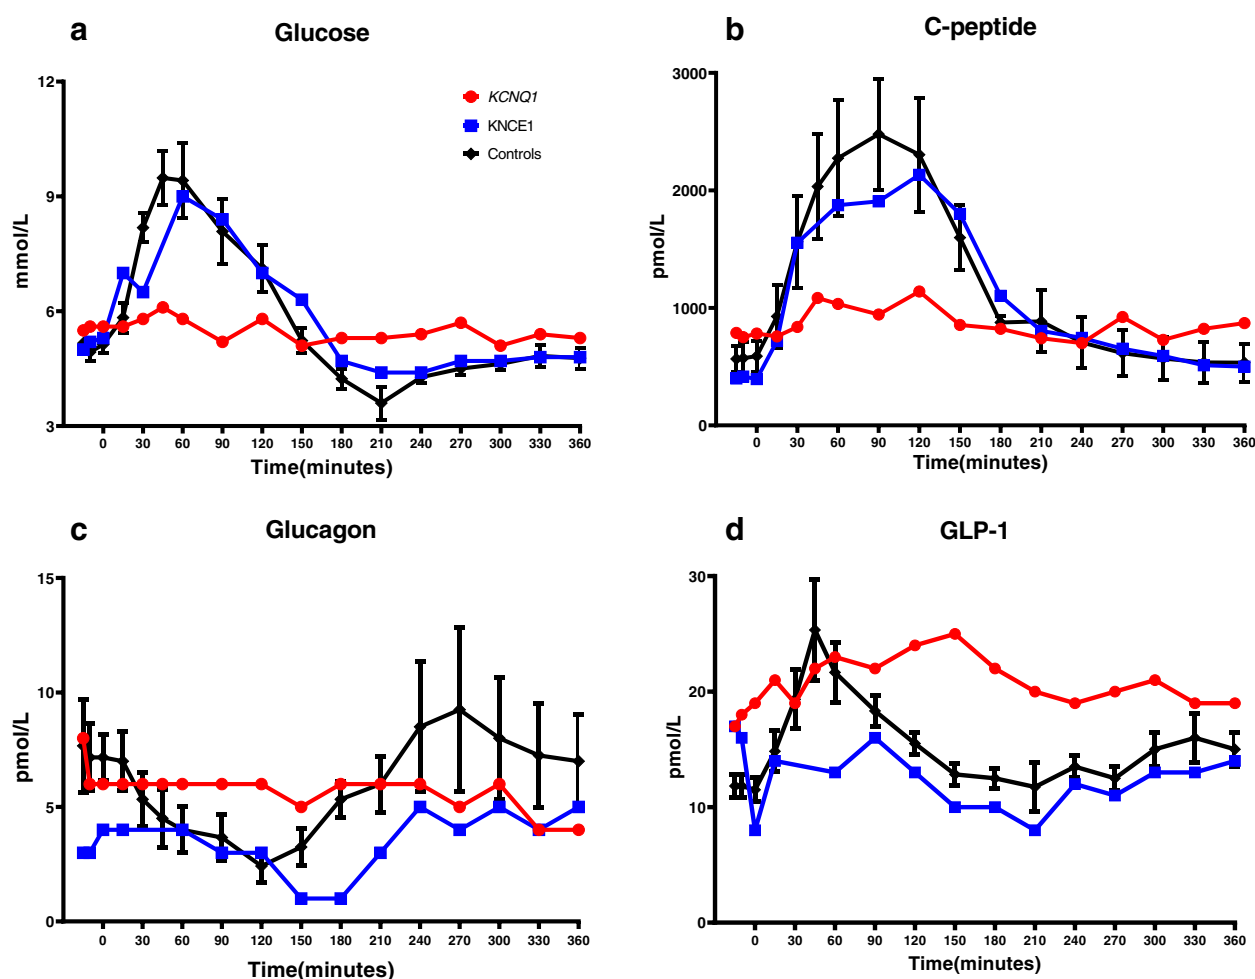 a
Glucose
12
9
6
3
mmol/L
KCNQ1
KNCE1
Controls
0 30 60 90 120 150 180 210 240 270 300 330 360
Time(minutes)
b
C-peptide
3000
2000
1000
0
pmol/L
0 30 60 90 120 150 180 210 240 270 300 330 360
Time(minutes)
c
Glucagon
15
10
5
0
pmol/L
0 30 60 90 120 150 180 210 240 270 300 330 360
Time(minutes)
d
GLP-1
30
20
10
0
pmol/L
0 30 60 90 120 150 180 210 240 270 300 330 360
Time(minutes)